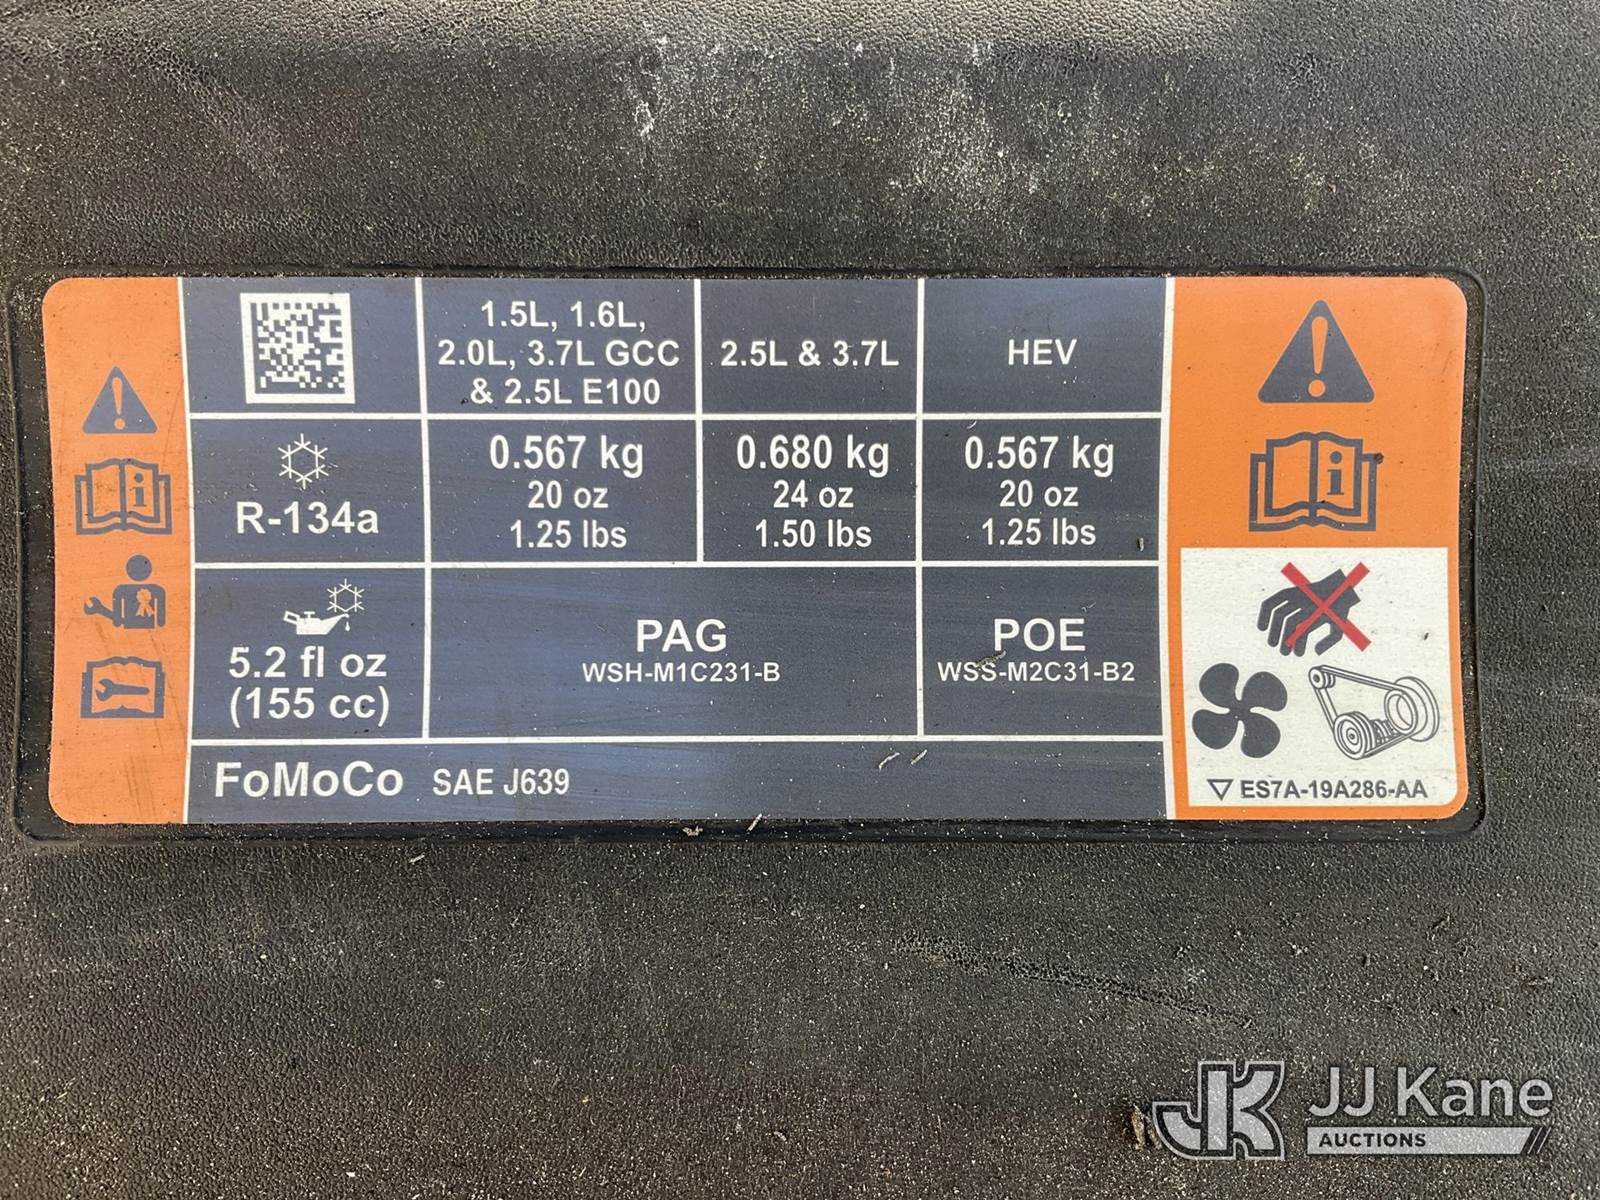 1.5L, 1.6L,
2.0L, 3.7L GCC
& 2.5L E100
2.5L & 3.7L
HEV
R-134a
0.567 kg
20 oz
1.25 lbs
0.680 kg
24 oz
1.50 lbs
0.567 kg
20 oz
1.25 lbs
5.2 fl oz
(155 cc)
PAG
WSH-M1C231-B
POE
WSS-M2C31-B2
FoMoCo SAE J639
ES7A-19A286-AA
JK JJ Kane
AUCTIONS